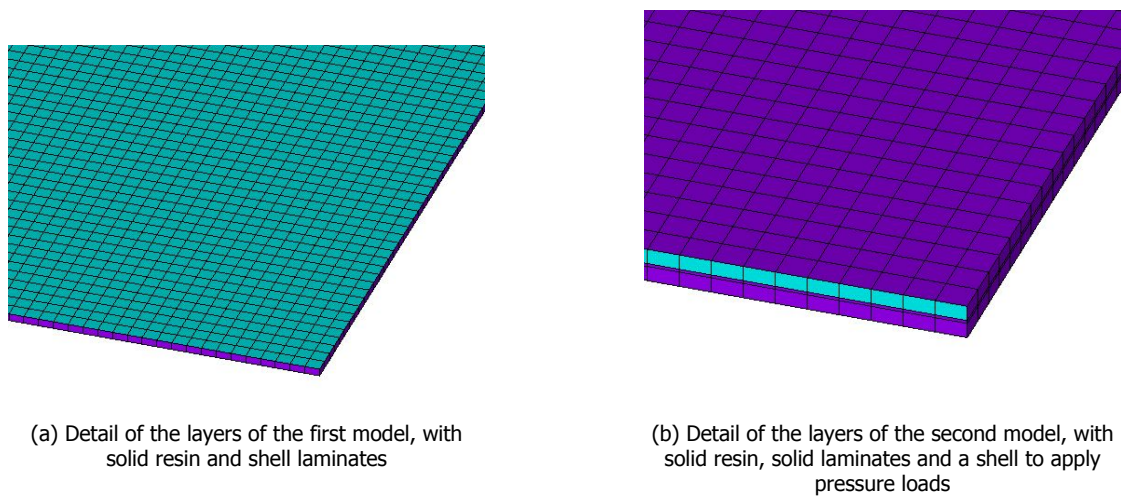 (a) Detail of the layers of the first model, with
solid resin and shell laminates
(b) Detail of the layers of the second model, with
solid resin, solid laminates and a shell to apply
pressure loads